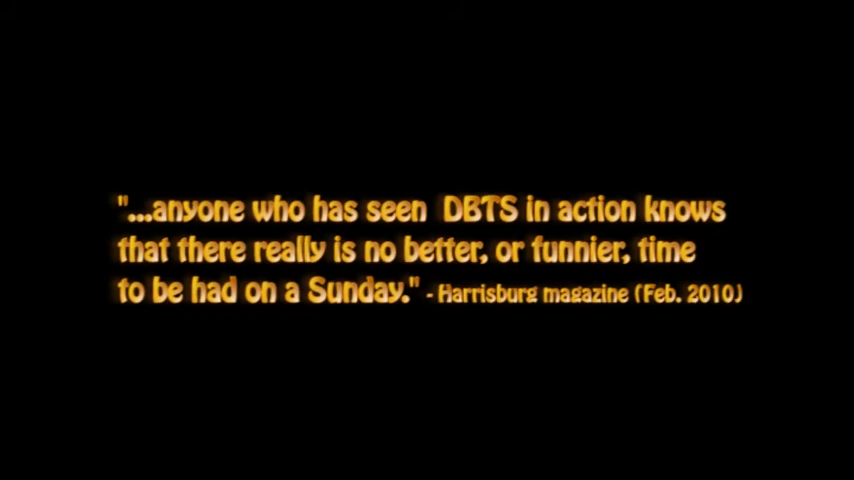 "...anyone who has seen DBTS in action knows
that there really is no better, or funnier, time
to be had on a Sunday." - Harrisburg magazine (Feb. 2010)